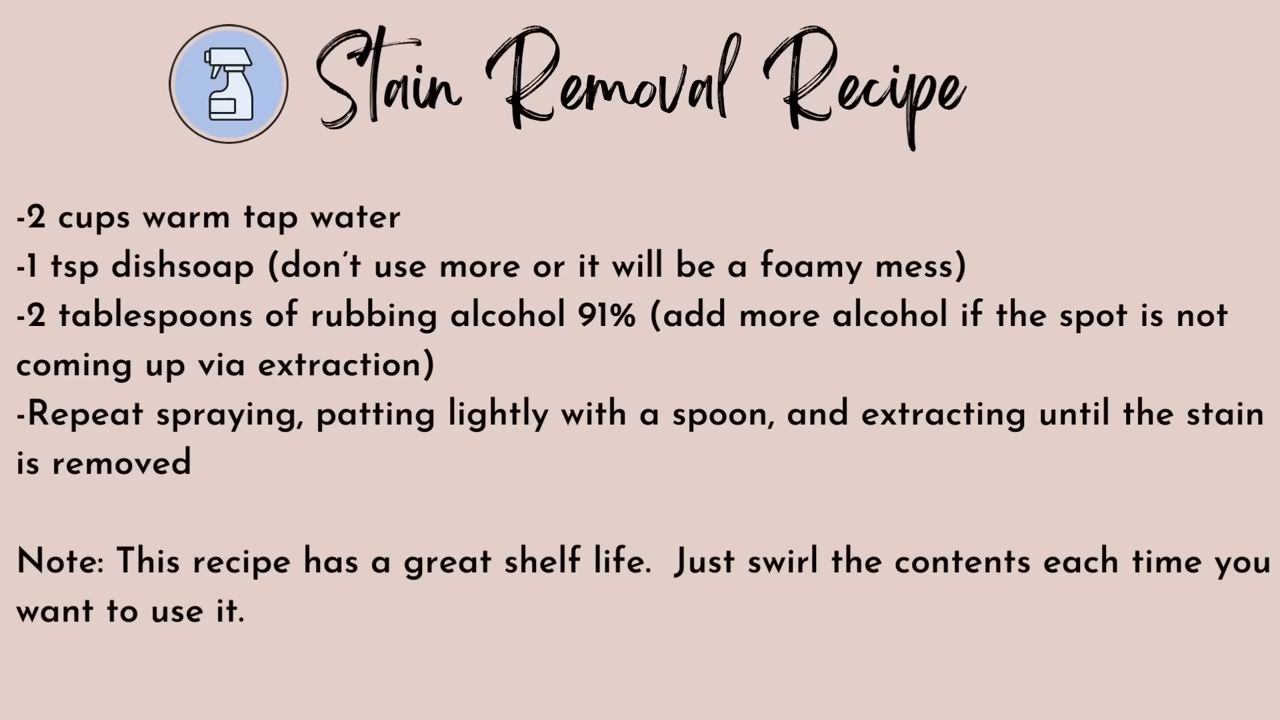 Stain Removal Recipe
-2 cups warm tap water
-1 tsp dishsoap (don't use more or it will be a foamy mess)
-2 tablespoons of rubbing alcohol 91% (add more alcohol if the spot is not
coming up via extraction)
-Repeat spraying, patting lightly with a spoon, and extracting until the stain
is removed
Note: This recipe has a great shelf life.  Just swirl the contents each time you
want to use it.